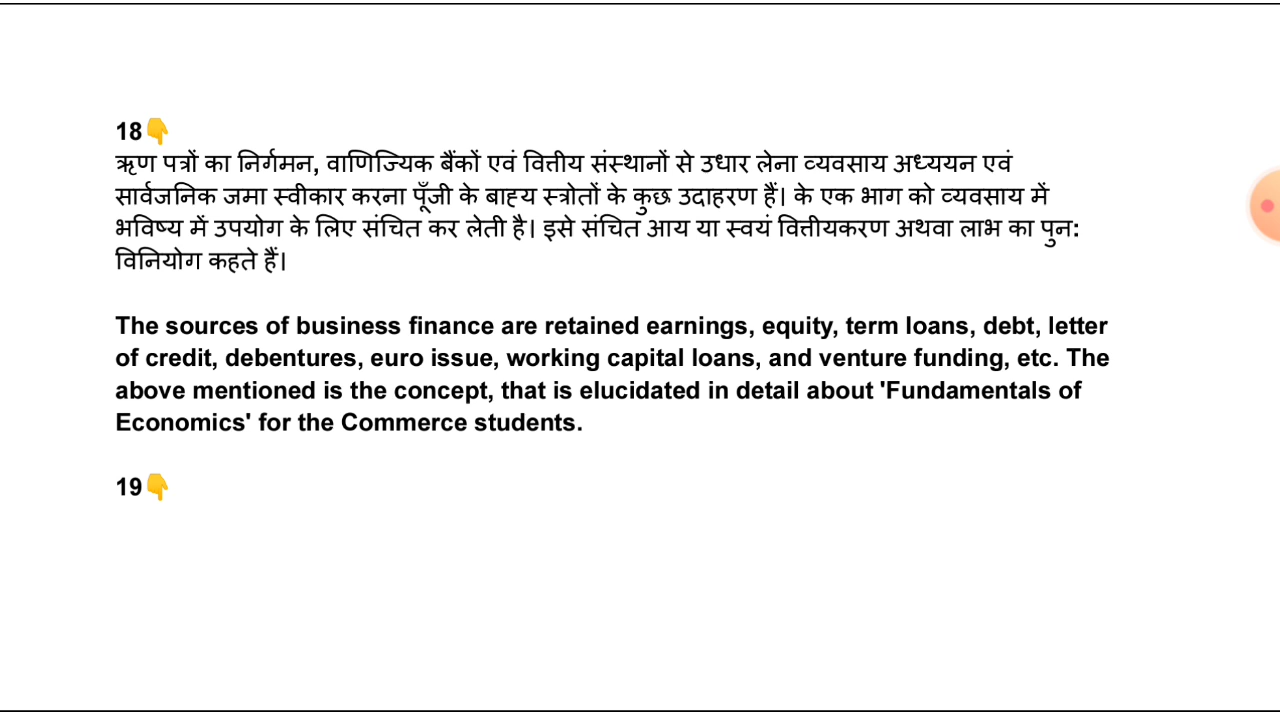 18👇
ऋण पत्रों का निर्गमन, वाणिज्यिक बैंकों एवं वित्तीय संस्थानों से उधार लेना व्यवसाय अध्ययन एवं
सार्वजनिक जमा स्वीकार करना पूँजी के बाह्य स्त्रोतों के कुछ उदाहरण हैं। के एक भाग को व्यवसाय में
भविष्य में उपयोग के लिए संचित कर लेती है। इसे संचित आय या स्वयं वित्तीयकरण अथवा लाभ का पुन:
विनियोग कहते हैं।
The sources of business finance are retained earnings, equity, term loans, debt, letter
of credit, debentures, euro issue, working capital loans, and venture funding, etc. The
above mentioned is the concept, that is elucidated in detail about 'Fundamentals of
Economics' for the Commerce students.
19👇